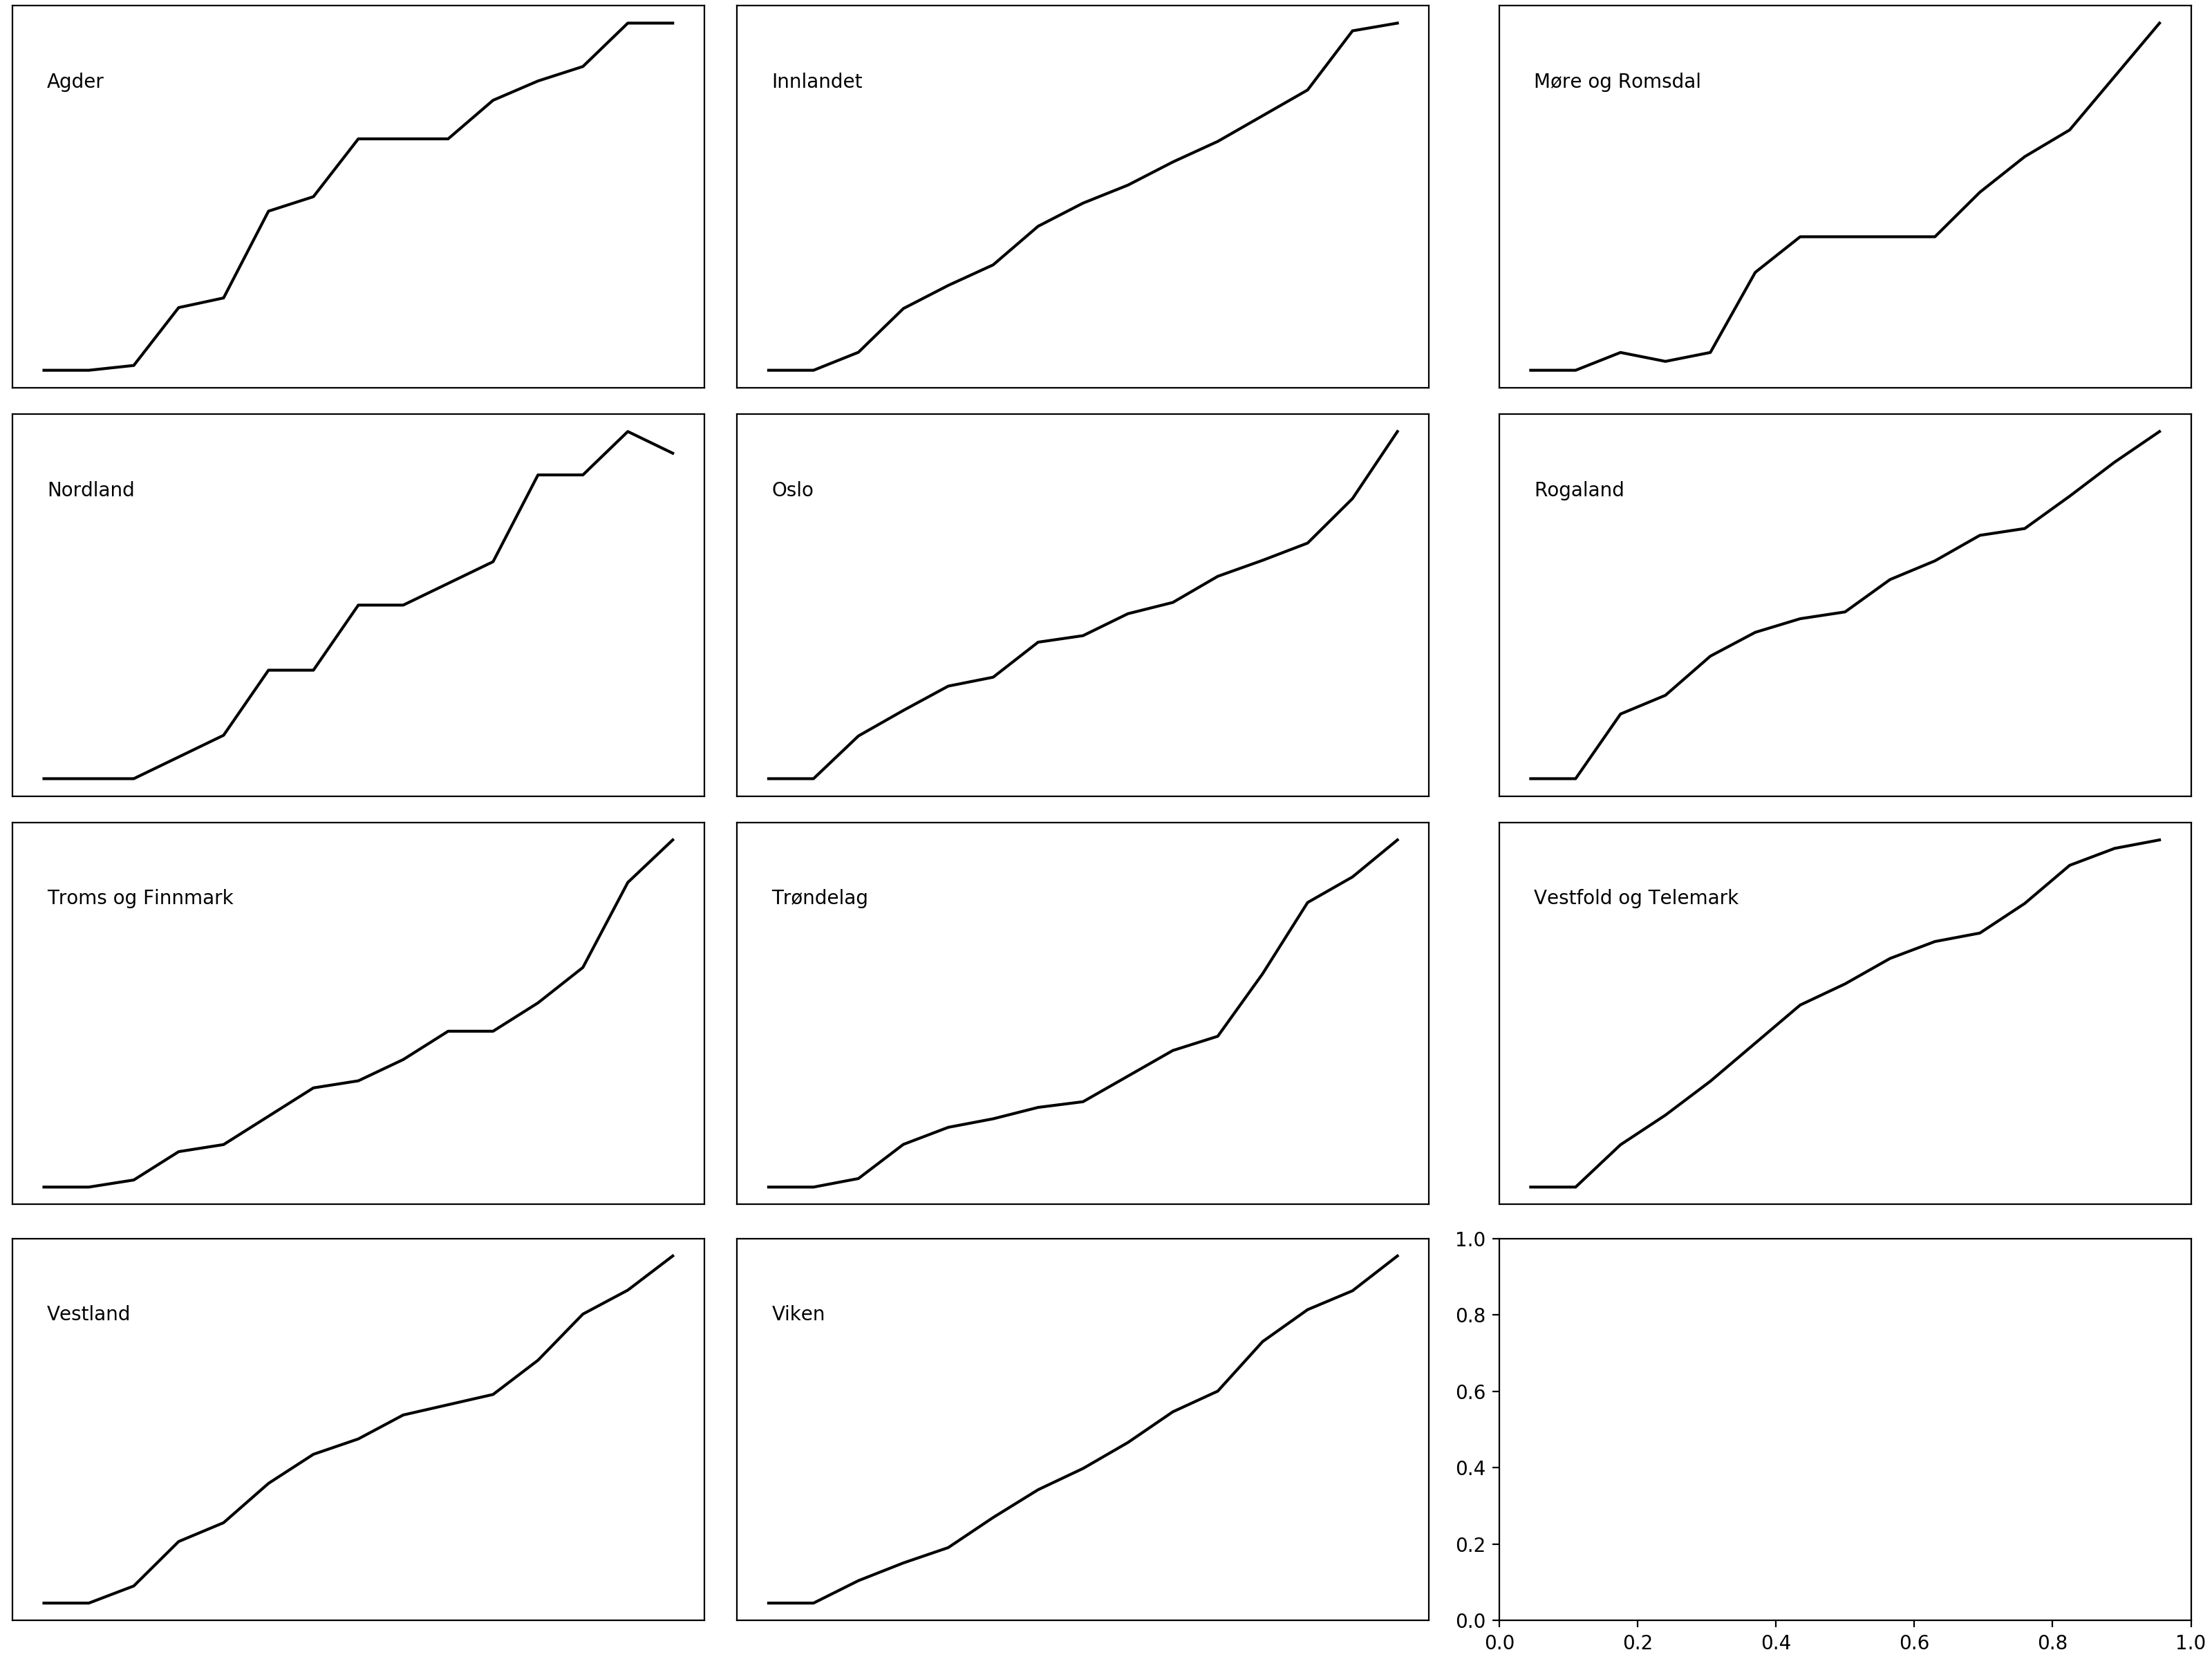 Agder
Innlandet
Møre og Romsdal
Nordland
Oslo
Rogaland
Troms og Finnmark
Trøndelag
Vestfold og Telemark
Vestland
Viken
1.0
0.8
0.6
0.4
0.2
0.0
0.0 0.2 0.4 0.6 0.8 1.0